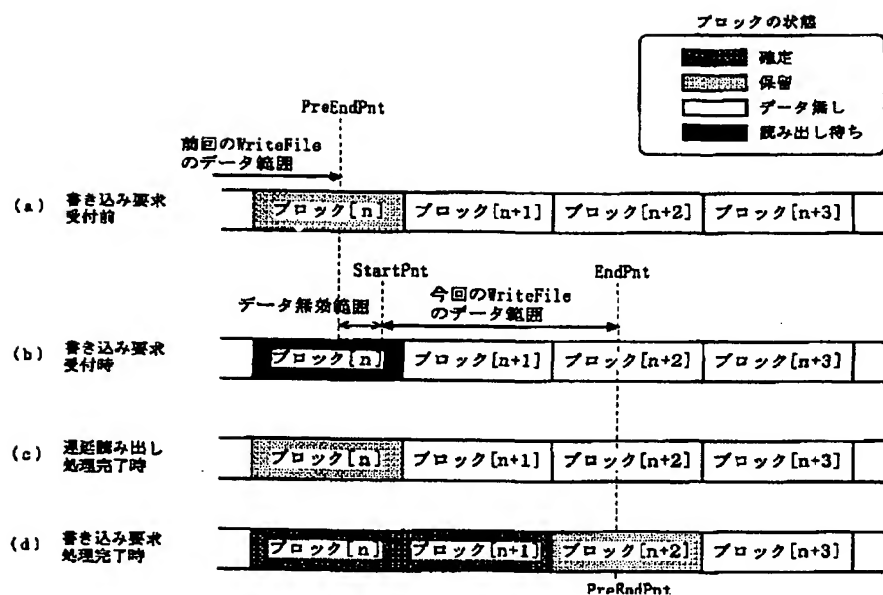 ブロックの状態
確定
保留
データ無し
読み出し待ち
PreEndPnt
前回のWriteFile
のデータ範囲
(a) 書き込み要求
受付前
ブロック[n] ブロック[n+1] ブロック[n+2] ブロック[n+3]
StartPnt
EndPnt
データ無効範囲
今回のWriteFile
のデータ範囲
(b) 書き込み要求
受付時
ブロック[n] ブロック[n+1] ブロック[n+2] ブロック[n+3]
(c) 遅延読み出し
処理完了時
ブロック[n] ブロック[n+1] ブロック[n+2] ブロック[n+3]
(d) 書き込み要求
処理完了時
ブロック[n] ブロック[n+1] ブロック[n+2] ブロック[n+3]
PreEndPnt